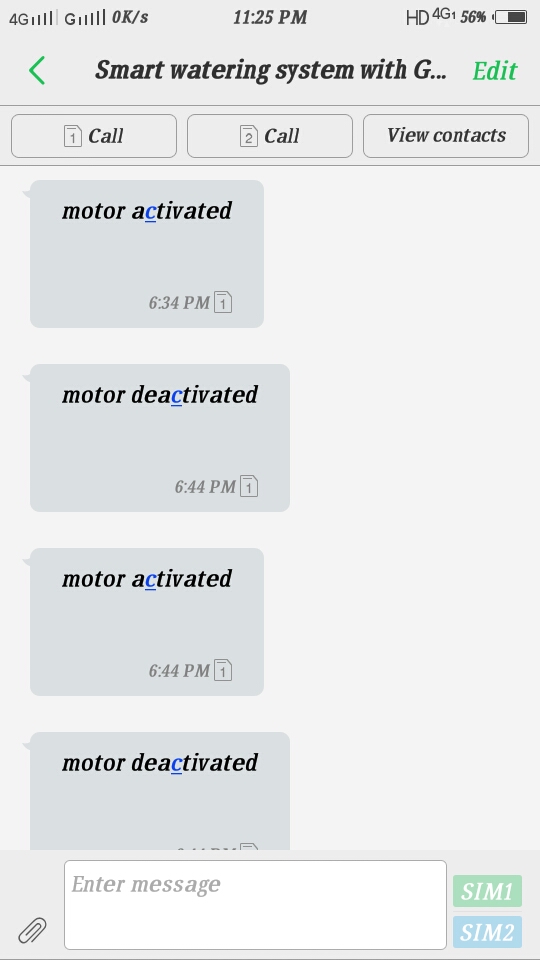 4G G 0K/s 11:25 PM HD 4G1 56%
Smart watering system with G... Edit
1 Call 2 Call View contacts
motor activated
6:34 PM 1
motor deactivated
6:44 PM 1
motor activated
6:44 PM 1
motor deactivated
Enter message
SIM1
SIM2